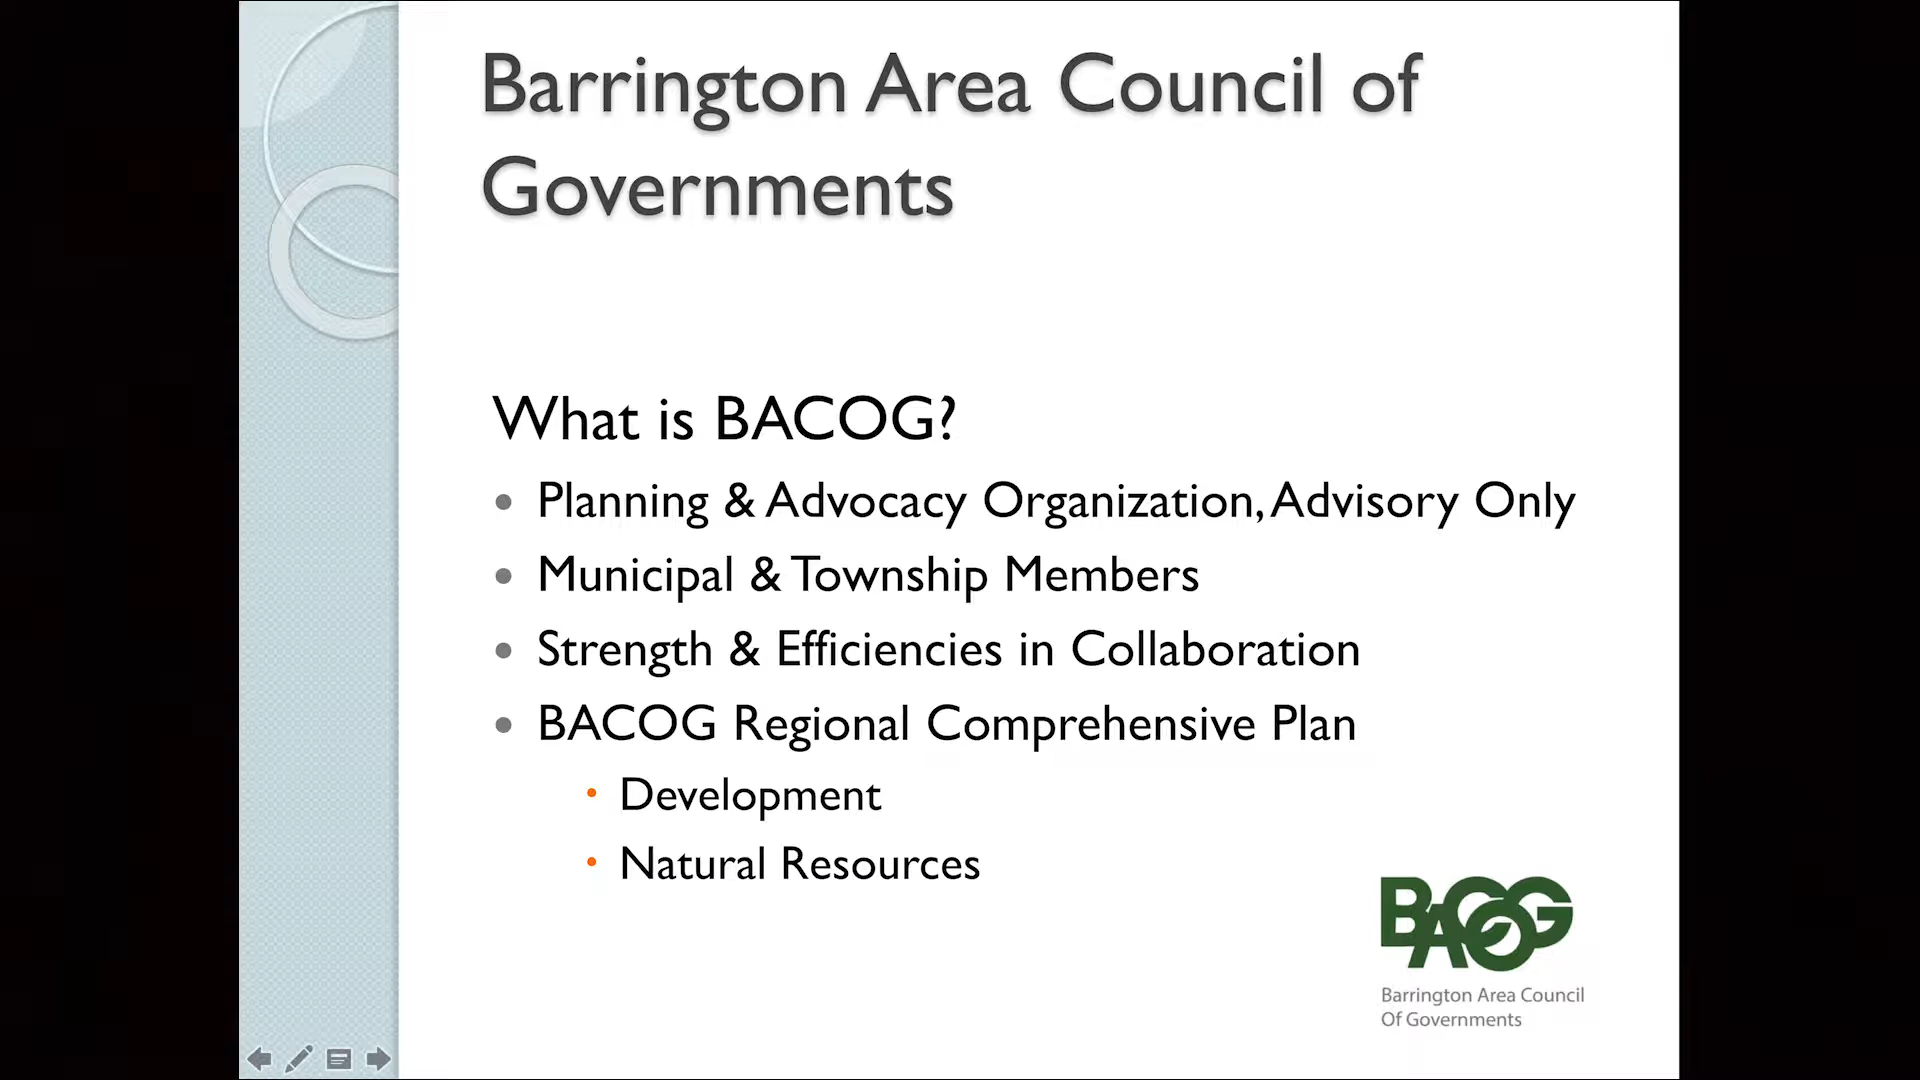 Barrington Area Council of
Governments
What is BACOG?
• Planning & Advocacy Organization, Advisory Only
• Municipal & Township Members
• Strength & Efficiencies in Collaboration
• BACOG Regional Comprehensive Plan
• Development
• Natural Resources
BACOG
Barrington Area Council
Of Governments